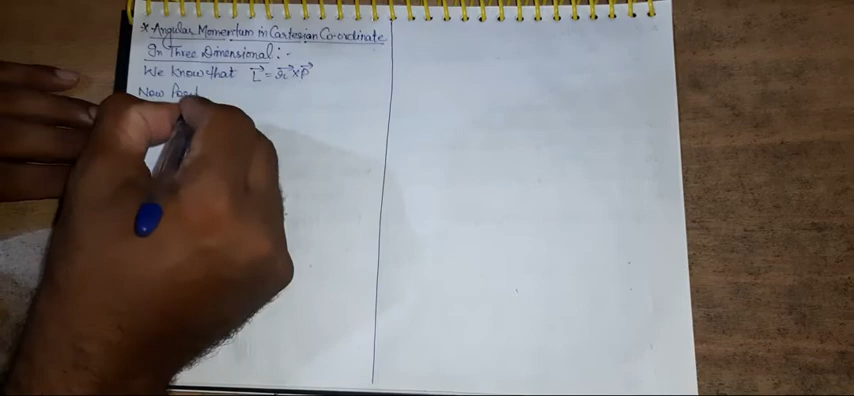 * Angular Momentum in Cartesian Co-ordinate
In Three Dimensional :-
We know that L⃗ = r⃗ × P⃗
Now